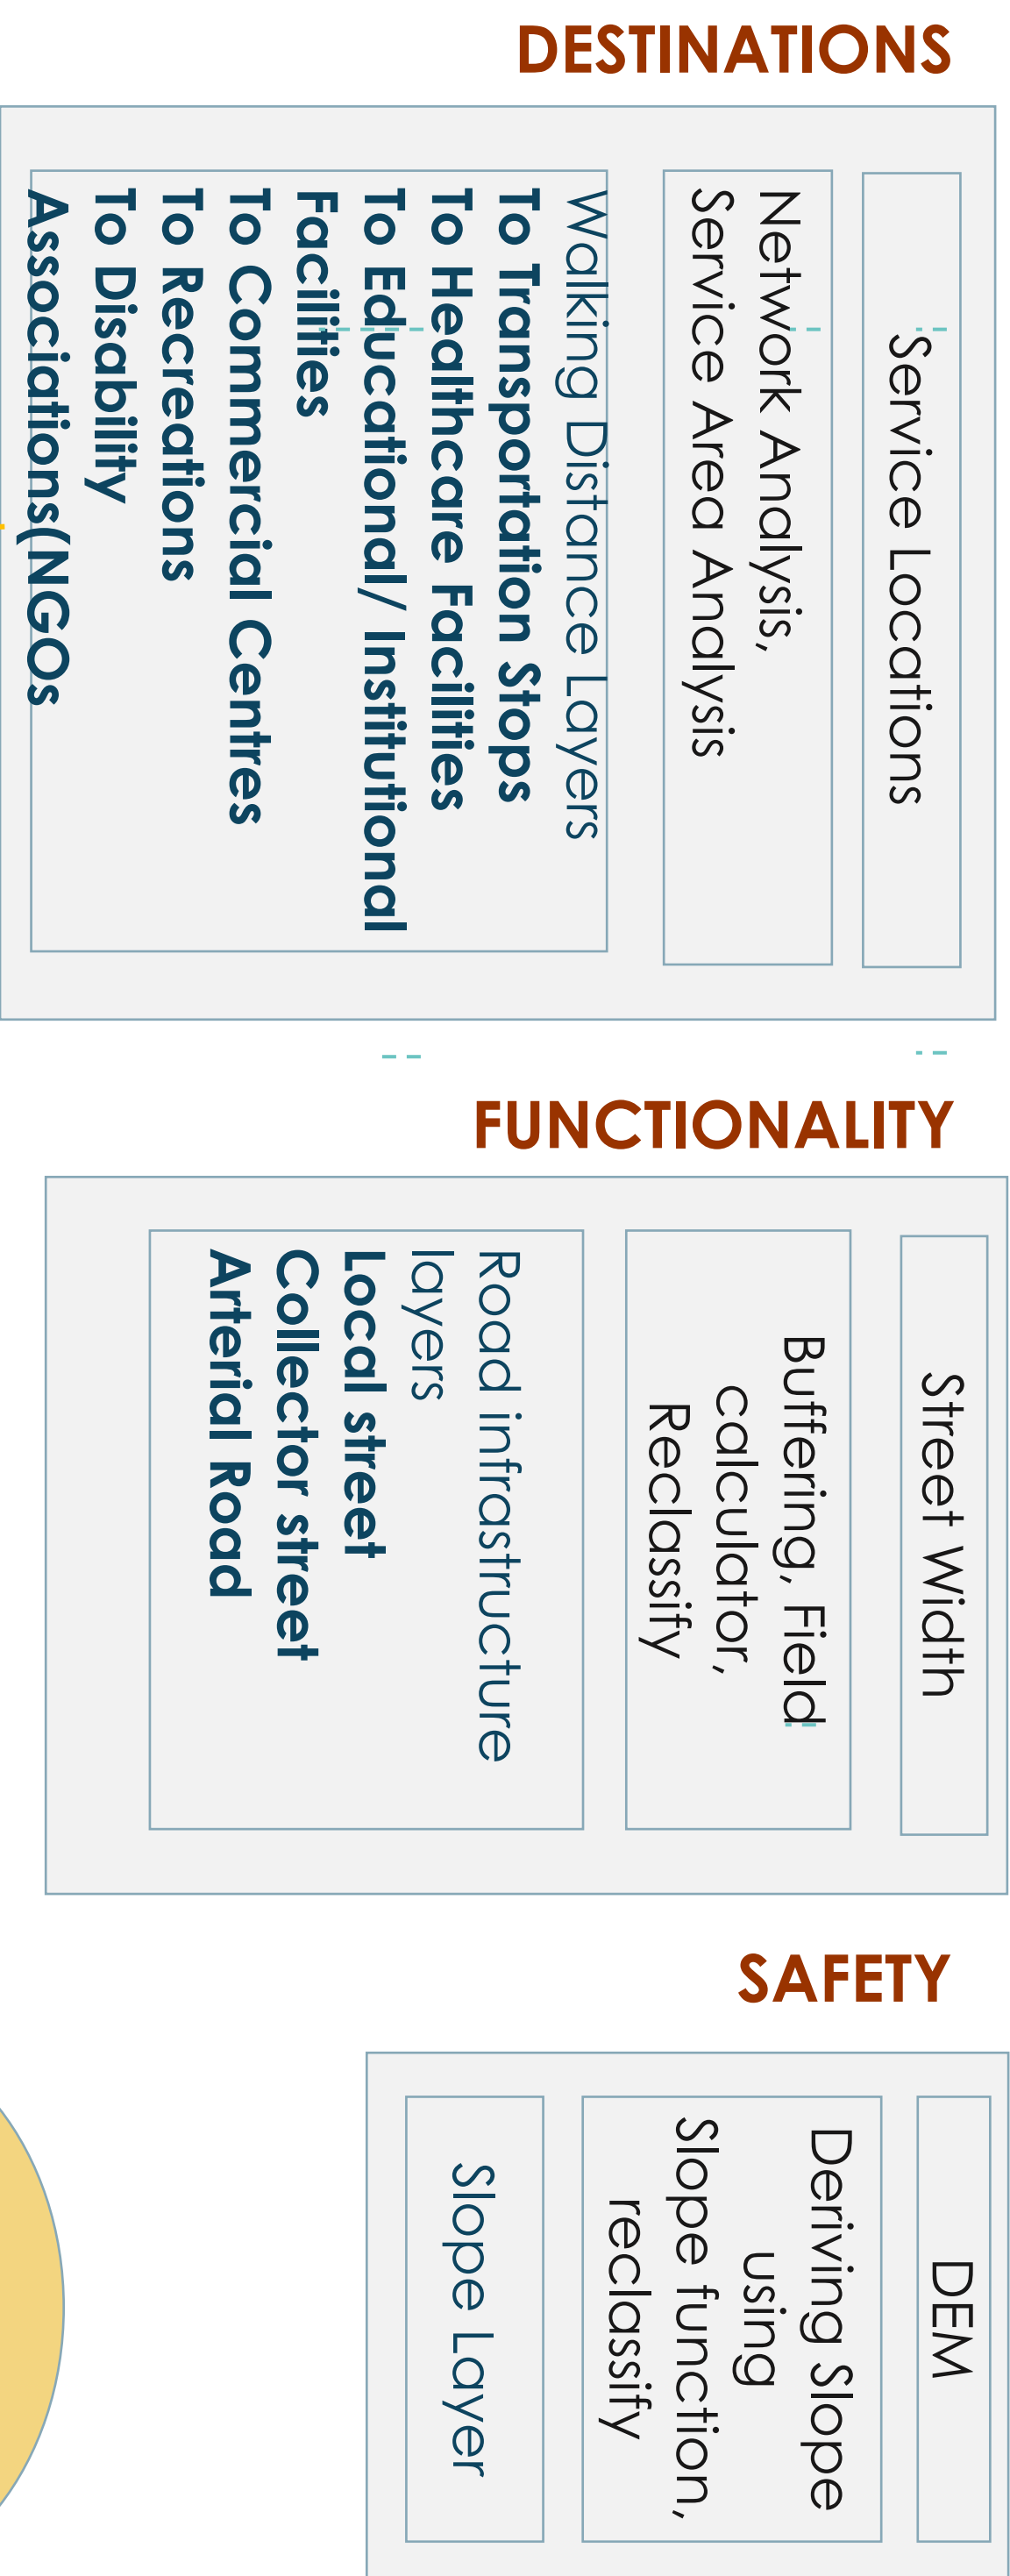 DESTINATIONS
Service Locations
Network Analysis,
Service Area Analysis
Walking Distance Layers
To Transportation Stops
To Healthcare Facilities
To Educational/ Institutional
Facilities
To Commercial Centres
To Recreations
To Disability
Associations(NGOs
FUNCTIONALITY
Street Width
Buffering, Field
calculator,
Reclassify
Road infrastructure
layers
Local street
Collector street
Arterial Road
SAFETY
DEM
Deriving Slope
using
Slope function,
reclassify
Slope Layer